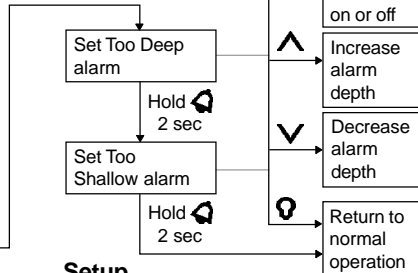 on or off
Set Too Deep
alarm
Increase
alarm
depth
Hold
2 sec
Decrease
alarm
depth
Set Too
Shallow alarm
Hold
2 sec
Return to
normal
operation
Setup